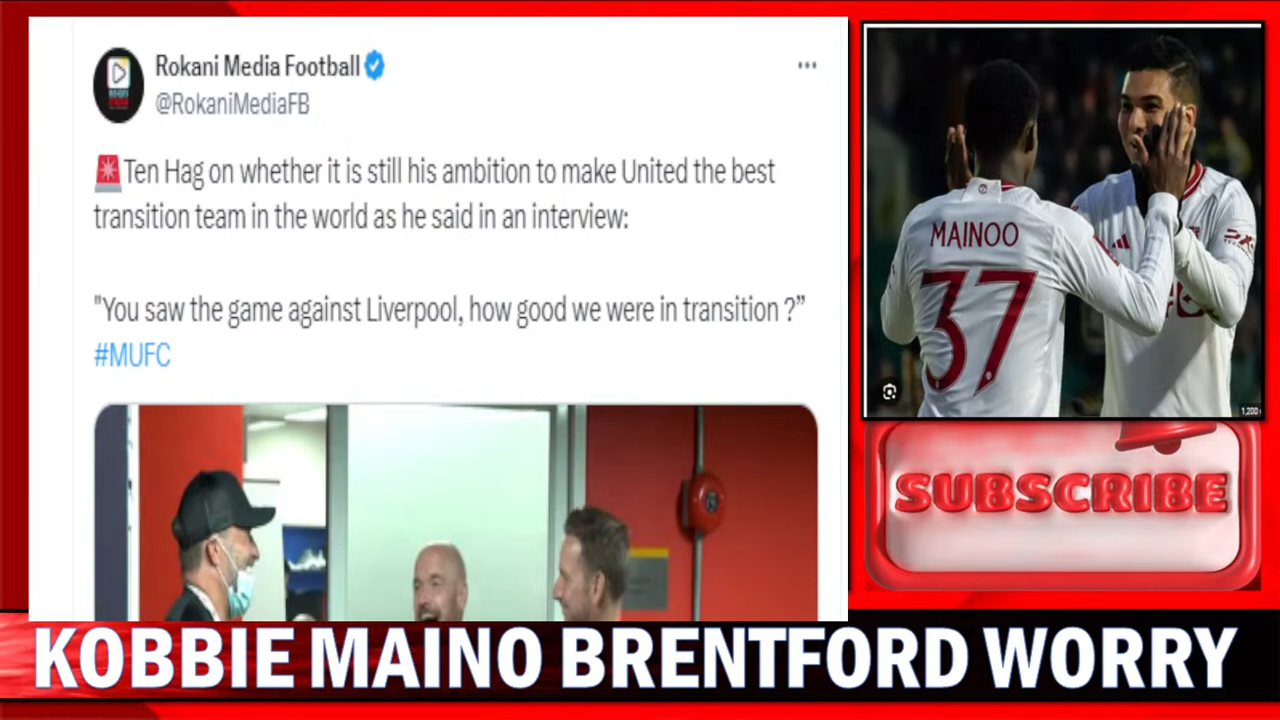 Rokani Media Football
@RokaniMediaFB
🚨Ten Hag on whether it is still his ambition to make United the best
transition team in the world as he said in an interview:
"You saw the game against Liverpool, how good we were in transition ?”
#MUFC
MAINOO
37
1,200
SUBSCRIBE
KOBBIE MAINO BRENTFORD WORRY